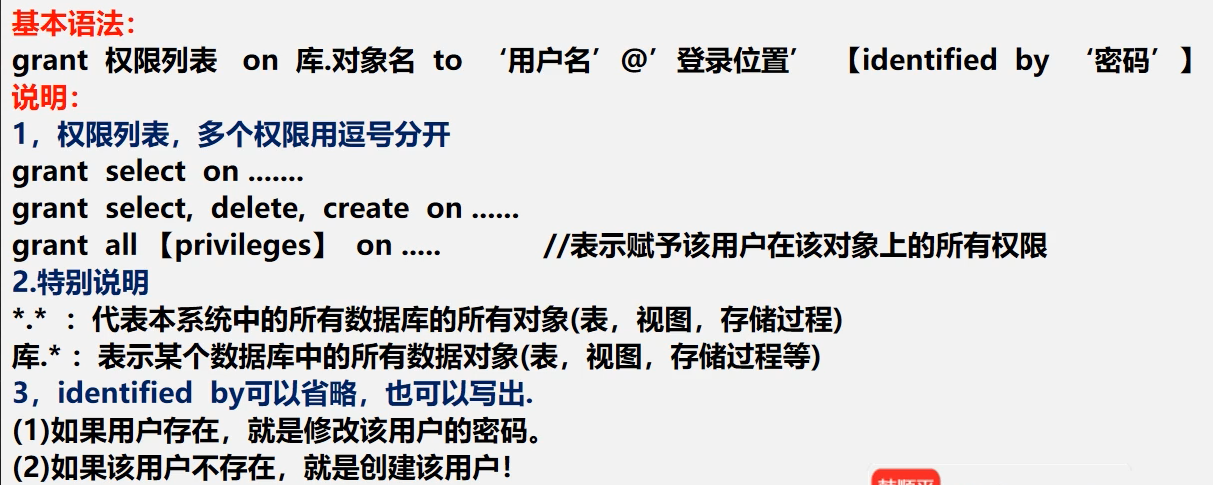 基本语法：
grant 权限列表 on 库.对象名 to ‘用户名’@’登录位置’ 【identified by ‘密码’】
说明：
1，权限列表，多个权限用逗号分开
grant select on .......
grant select, delete, create on ......
grant all 【privileges】 on ..... //表示赋予该用户在该对象上的所有权限
2.特别说明
*.* ：代表本系统中的所有数据库的所有对象(表，视图，存储过程)
库.* ：表示某个数据库中的所有数据对象(表，视图，存储过程等)
3，identified by可以省略，也可以写出.
(1)如果用户存在，就是修改该用户的密码。
(2)如果该用户不存在，就是创建该用户！